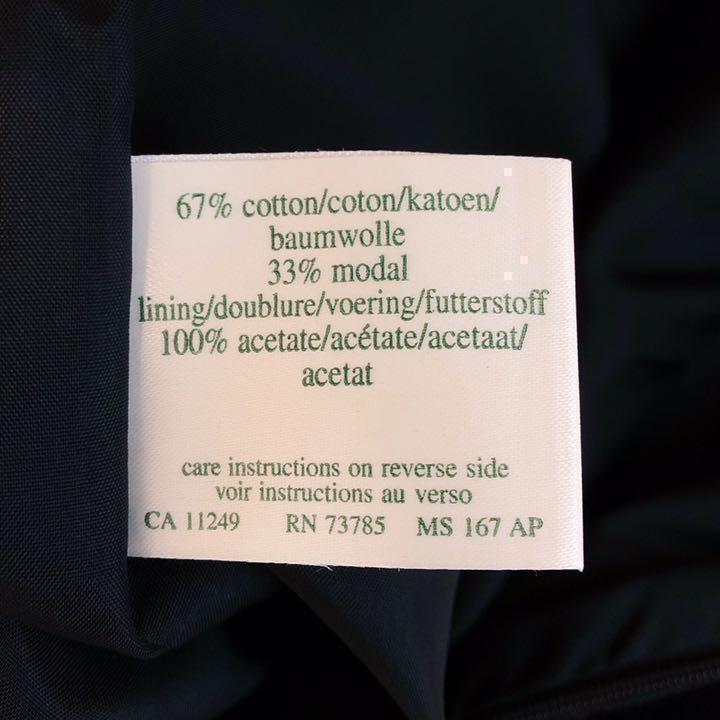 67% cotton/coton/katoen/
baumwolle
33% modal
lining/doublure/voering/futterstoff
100% acetate/acétate/acetaat/
acetat
care instructions on reverse side
voir instructions au verso
CA 11249 RN 73785 MS 167 AP